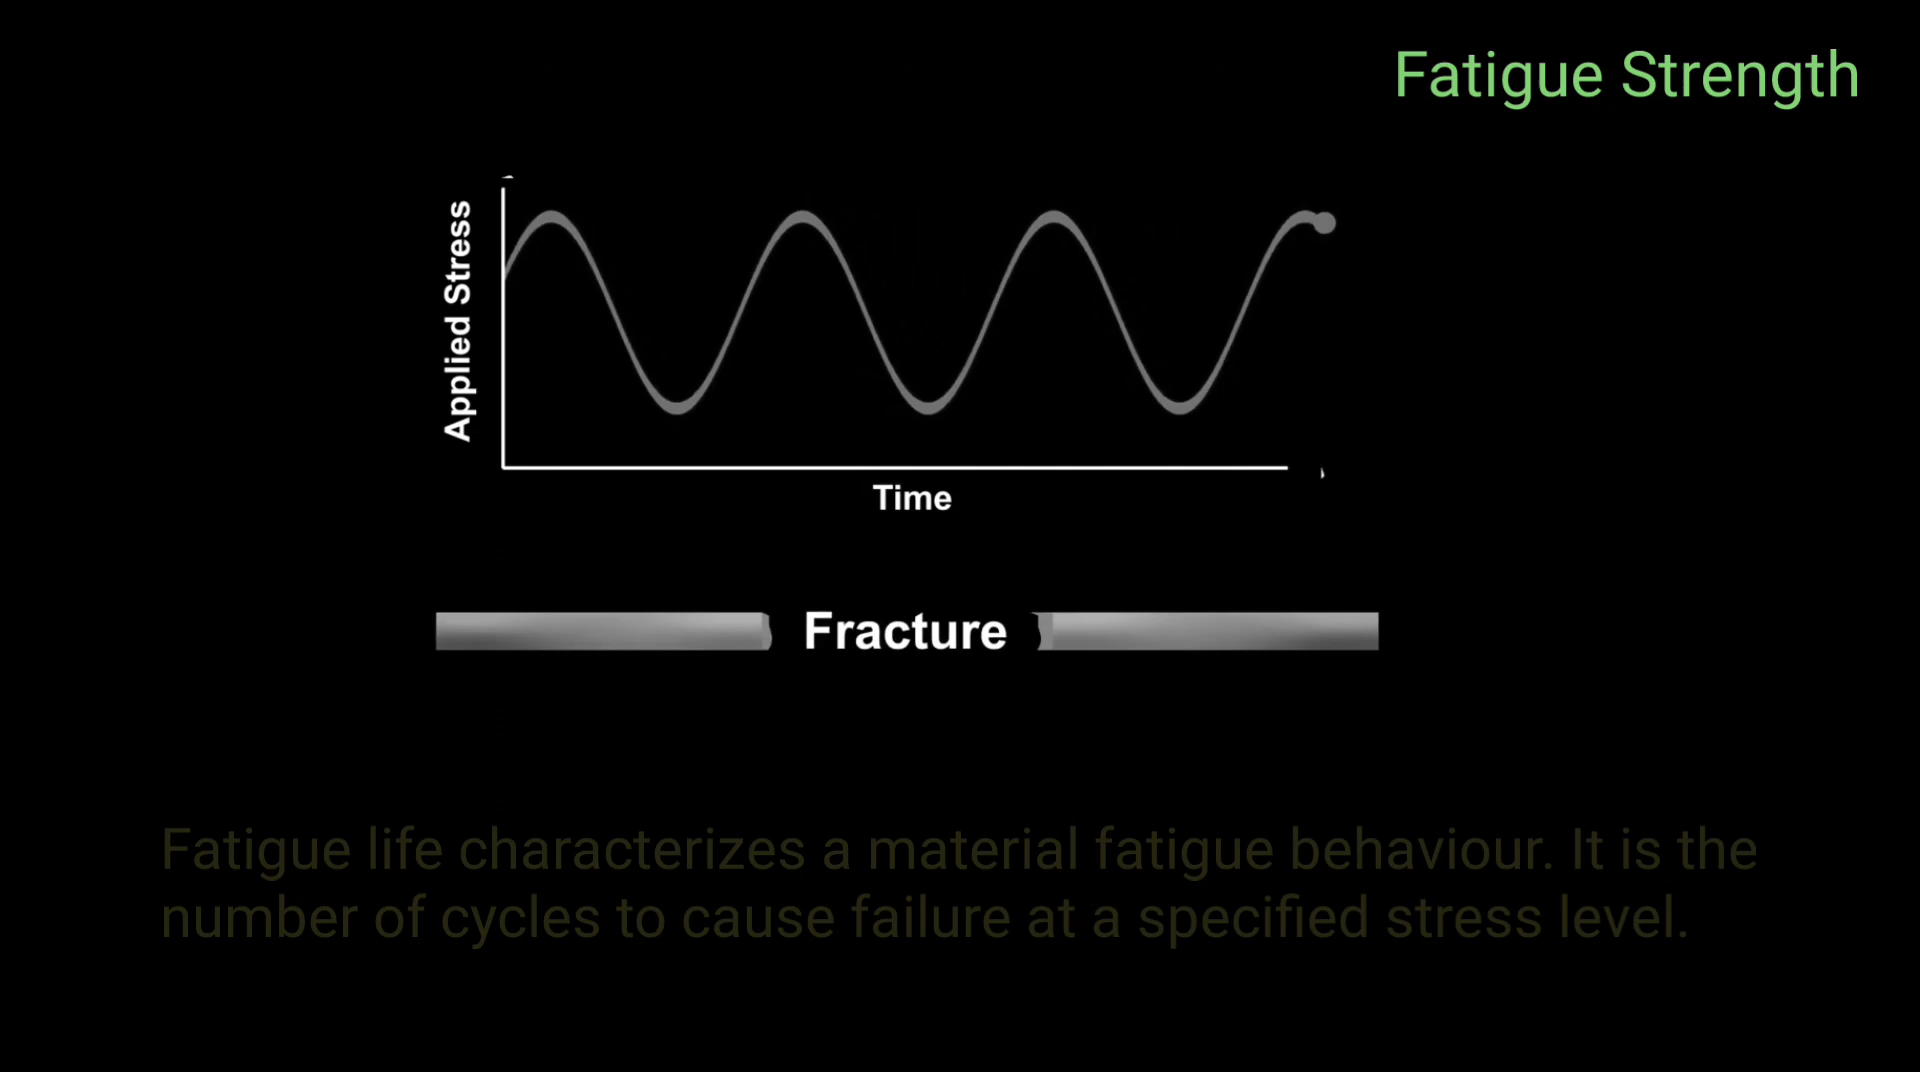 Fatigue Strength
Applied Stress
Time
Fracture
Fatigue life characterizes a material fatigue behaviour. It is the
number of cycles to cause failure at a specified stress level.